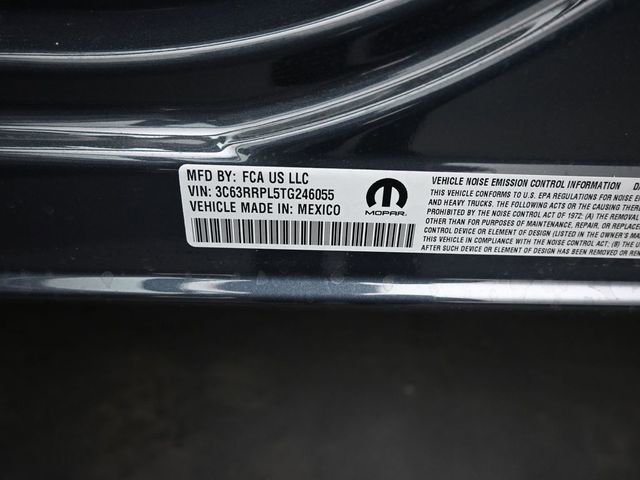 MFD BY: FCA US LLC
VIN: 3C63RRPL5TG246055
VEHICLE MADE IN: MEXICO
MOPAR
VEHICLE NOISE EMISSION CONTROL INFORMATION
THIS VEHICLE CONFORMS TO U.S. EPA REGULATIONS FOR NOISE
AND HEAVY TRUCKS. THE FOLLOWING ACTS OR THE CAUSING THERE
THE NOISE CONTROL ACT OF 1972: (A) THE REMOVAL
OTHER THAN FOR PURPOSES OF MAINTENANCE, REPAIR, OR REPLAC
CONTROL DEVICE OR ELEMENT OF DESIGN (LISTED IN THE OWNER'S MA
THIS VEHICLE IN COMPLIANCE WITH THE NOISE CONTROL ACT; (B) THE U
AFTER SUCH DEVICE OR ELEMENT OF DESIGN HAS BEEN REMOVED OR REN